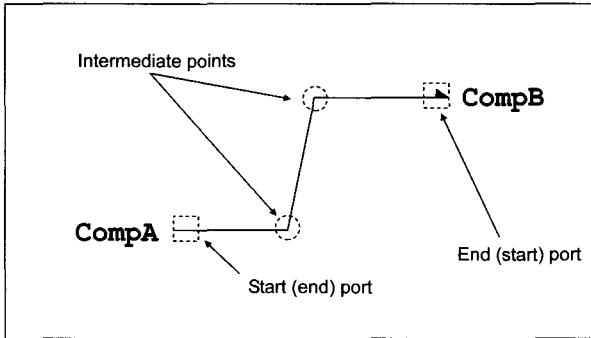 Intermediate points
CompB
CompA
End (start) port
Start (end) port